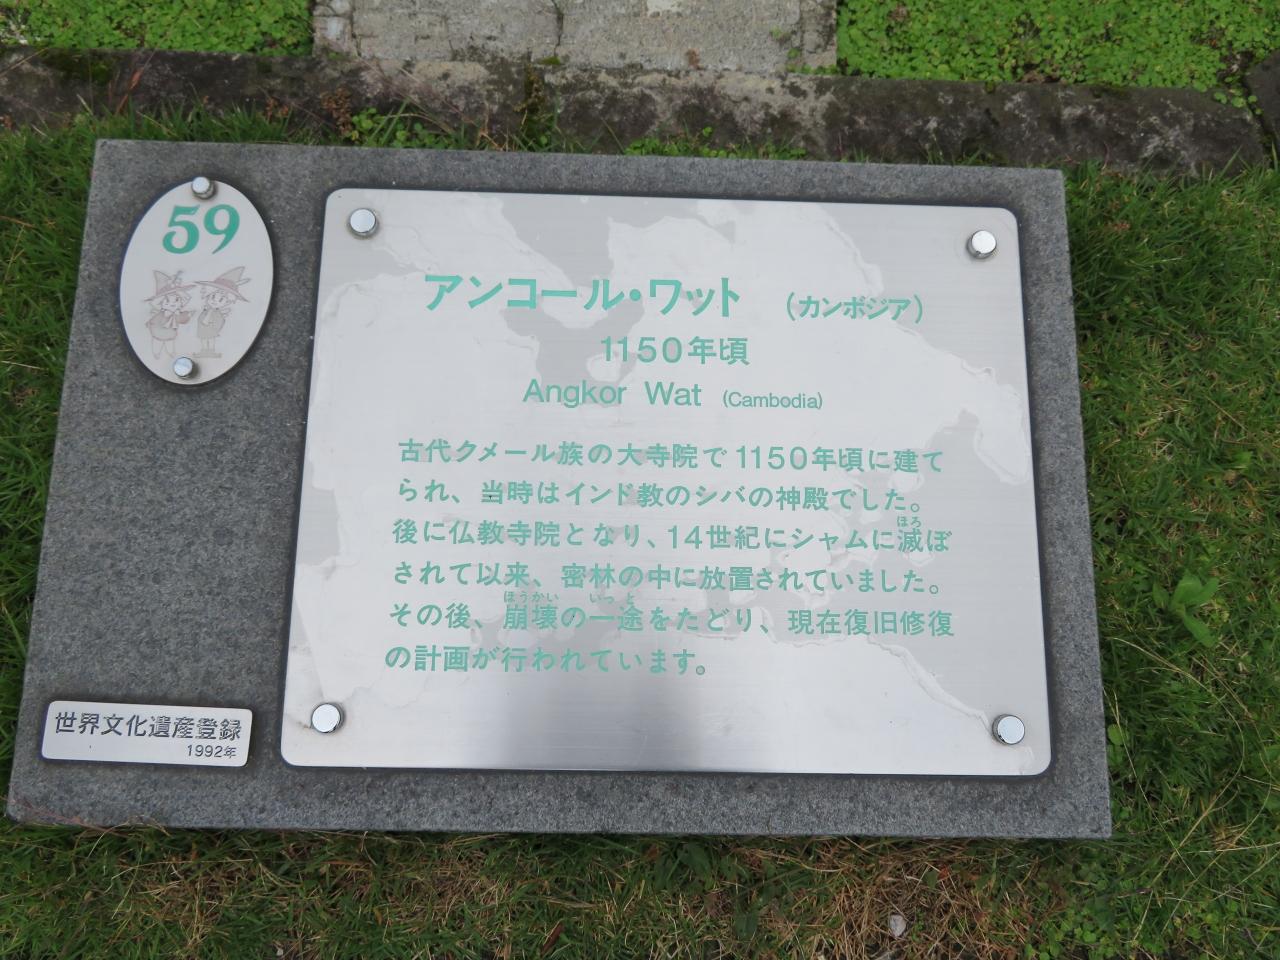 59
アンコール・ワット (カンボジア)
1150年頃
Angkor Wat (Cambodia)
古代クメール族の大寺院で1150年頃に建て
られ、当時はインド教のシバの神殿でした。
ほろ
後に仏教寺院となり、14世紀にシャムに滅ぼ
されて以来、密林の中に放置されていました。
ほうかい いっと
その後、崩壊の一途をたどり、現在復旧修復
の計画が行われています。
世界文化遺産登録
1992年